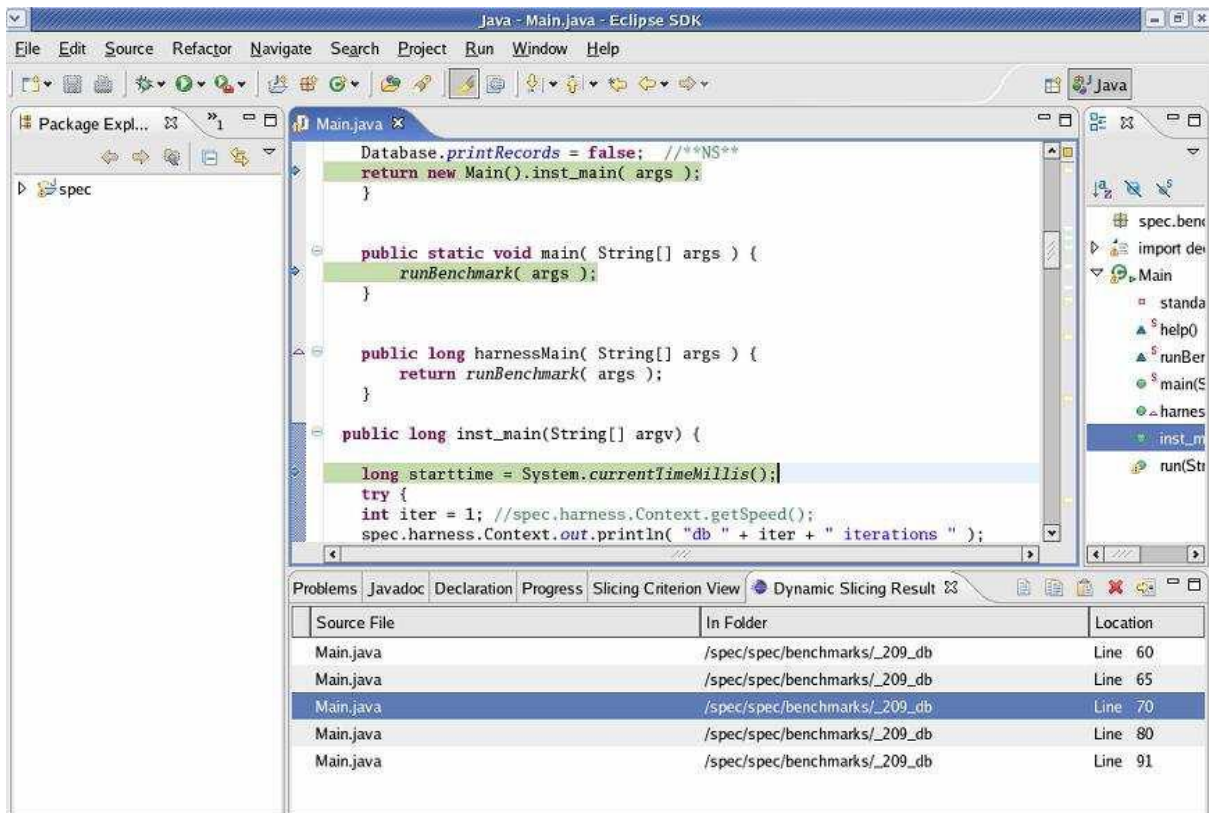 Java - Main.java - Eclipse SDK
File Edit Source Refactor Navigate Search Project Run Window Help
Java
Package Expl... »1
spec
Main.java
Database.printRecords = false; //**NS**
return new Main().inst_main( args );
}
public static void main( String[] args ) {
runBenchmark( args );
}
public long harnessMain( String[] args ) {
return runBenchmark( args );
}
public long inst_main(String[] argv) {
long starttime = System.currentTimeMillis();
try {
int iter = 1; //spec.harness.Context.getSpeed();
spec.harness.Context.out.println( "db " + iter + " iterations " );
spec.benc
import dec
Main
standa
S help()
S runBer
S main(S
harnes
inst_m
run(Str
Problems Javadoc Declaration Progress Slicing Criterion View Dynamic Slicing Result
Source File In Folder Location
Main.java /spec/spec/benchmarks/_209_db Line 60
Main.java /spec/spec/benchmarks/_209_db Line 65
Main.java /spec/spec/benchmarks/_209_db Line 70
Main.java /spec/spec/benchmarks/_209_db Line 80
Main.java /spec/spec/benchmarks/_209_db Line 91